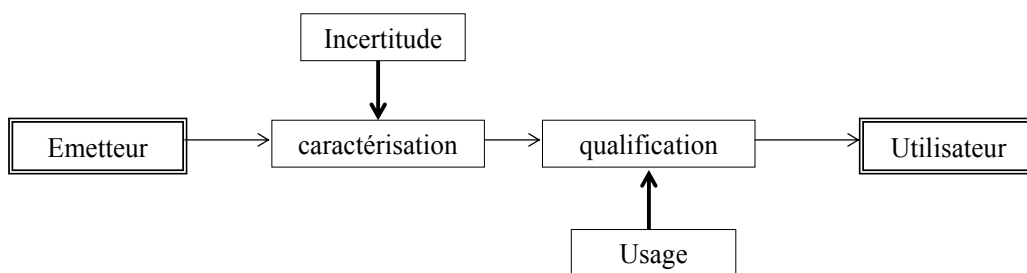 Incertitude
Emetteur
caractérisation
qualification
Utilisateur
Usage